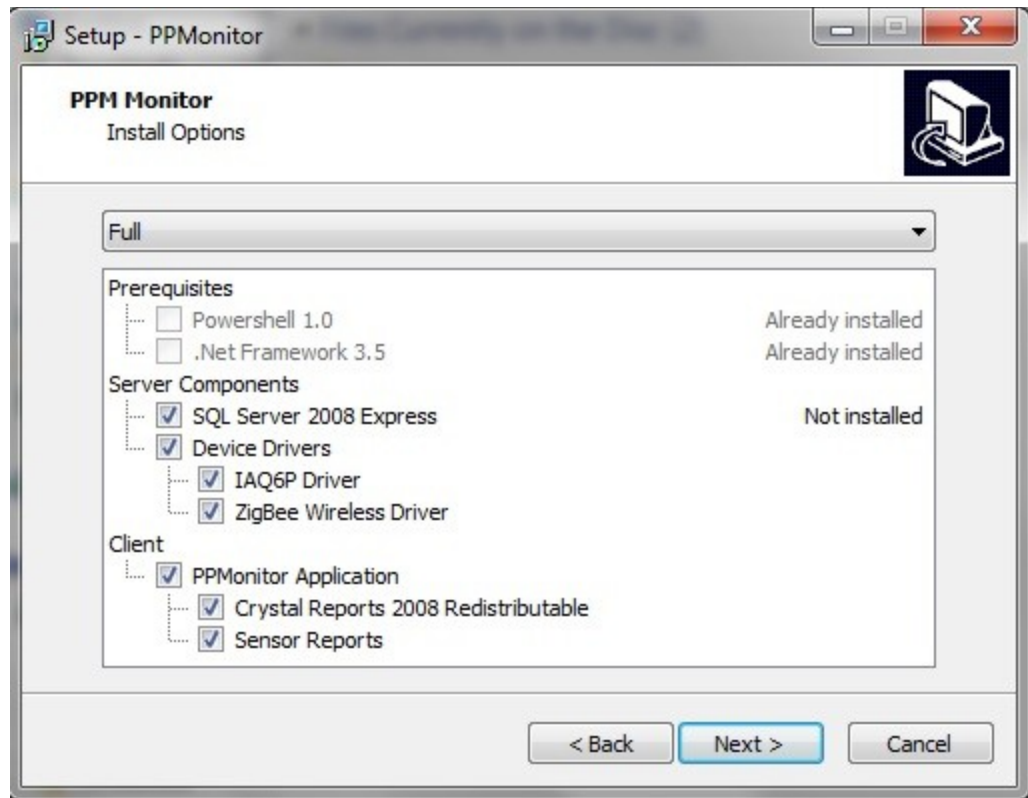 Setup - PPMonitor
PPM Monitor
Install Options
Full
Prerequisites
Powershell 1.0 Already installed
.Net Framework 3.5 Already installed
Server Components
SQL Server 2008 Express Not installed
Device Drivers
IAQ6P Driver
ZigBee Wireless Driver
Client
PPMonitor Application
Crystal Reports 2008 Redistributable
Sensor Reports
< Back Next > Cancel